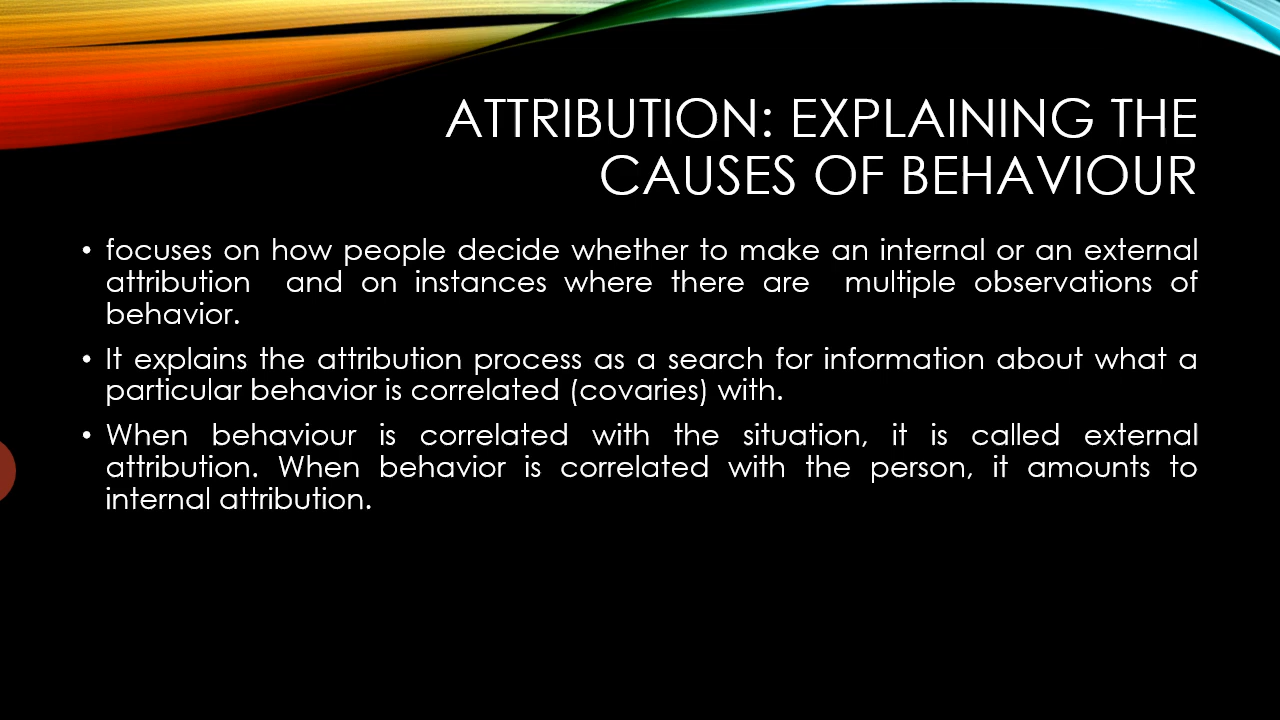 ATTRIBUTION: EXPLAINING THE
CAUSES OF BEHAVIOUR
• focuses on how people decide whether to make an internal or an external
attribution and on instances where there are multiple observations of
behavior.
• It explains the attribution process as a search for information about what a
particular behavior is correlated (covaries) with.
• When behaviour is correlated with the situation, it is called external
attribution. When behavior is correlated with the person, it amounts to
internal attribution.